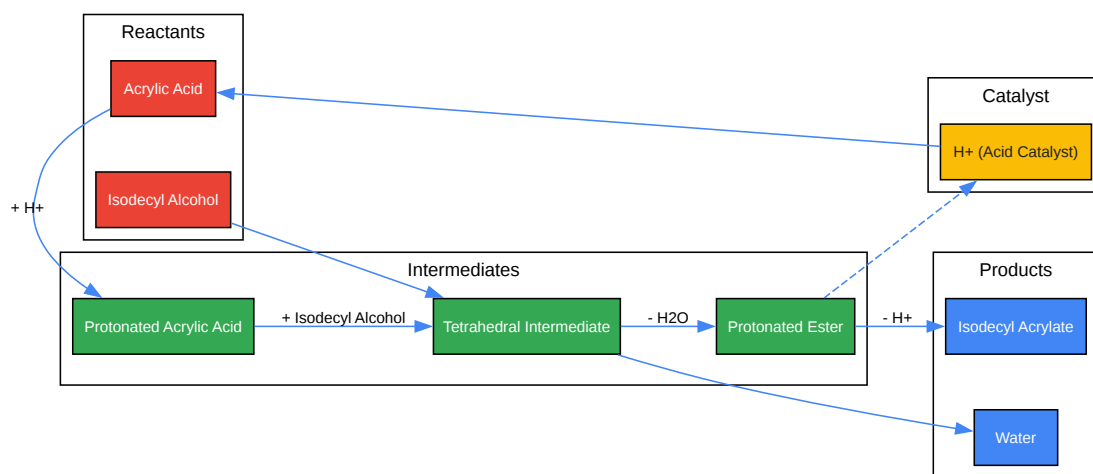 Reactants
Acrylic Acid
Catalyst
H+ (Acid Catalyst)
Isodecyl Alcohol
+ H+
Intermediates
Products
Protonated Acrylic Acid
+ Isodecyl Alcohol
Tetrahedral Intermediate
- H2O
Protonated Ester
- H+
Isodecyl Acrylate
Water